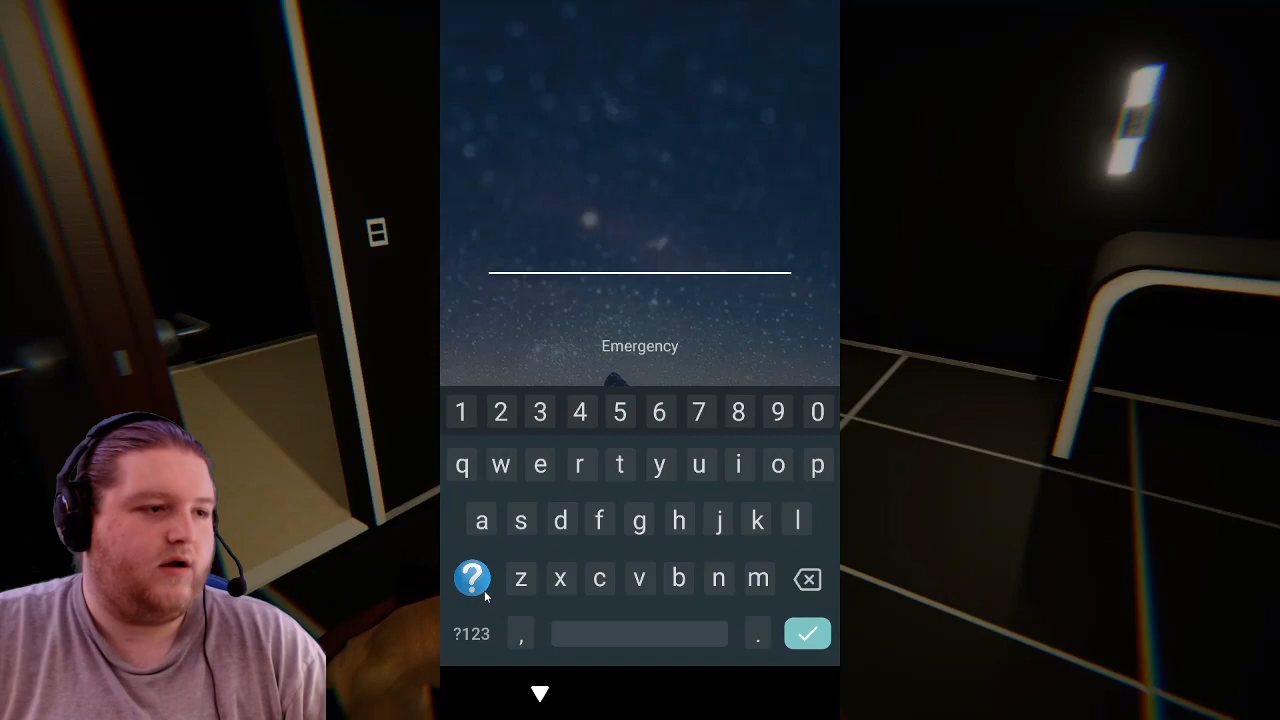 Emergency
1 2 3 4 5 6 7 8 9 0
q w e r t y u i o p
a s d f g h j k l
? z x c v b n m
?123 , .